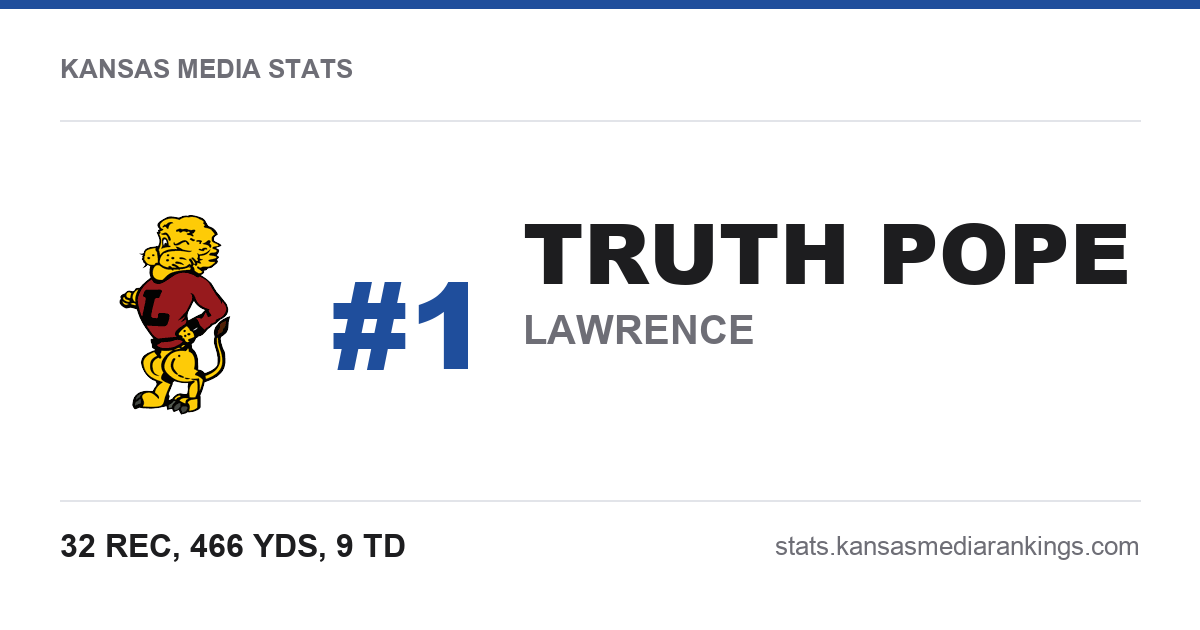 KANSAS MEDIA STATS
L
#1
TRUTH POPE
LAWRENCE
32 REC, 466 YDS, 9 TD
stats.kansasmediarankings.com